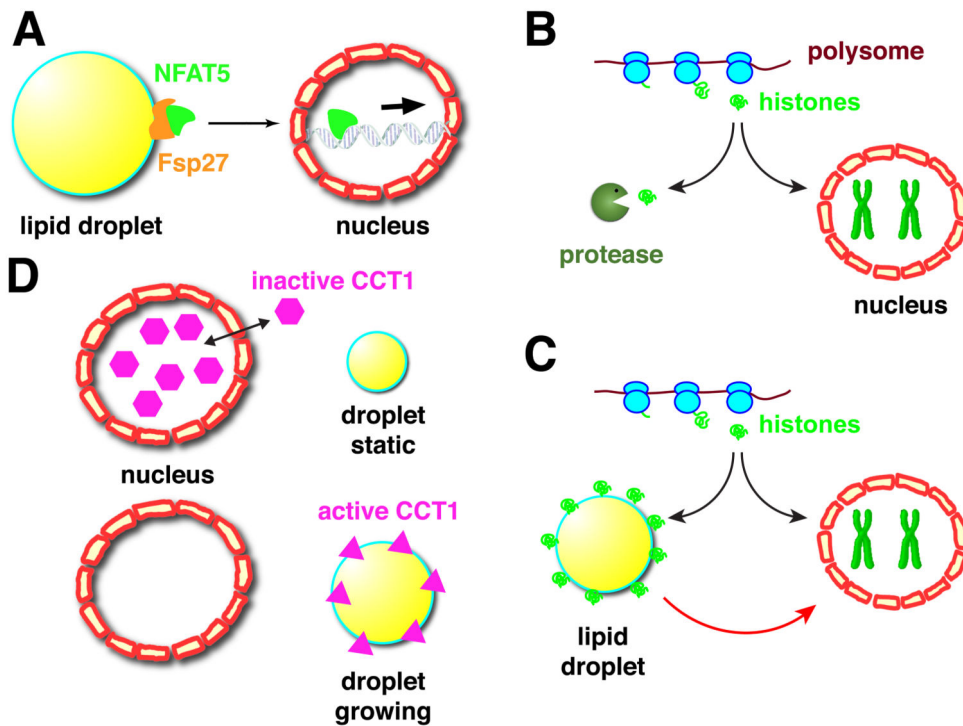 A
NFAT5
Fsp27
lipid droplet
nucleus
B
polysome
histones
protease
nucleus
D
inactive CCT1
droplet
static
nucleus
active CCT1
droplet
growing
C
histones
lipid
droplet